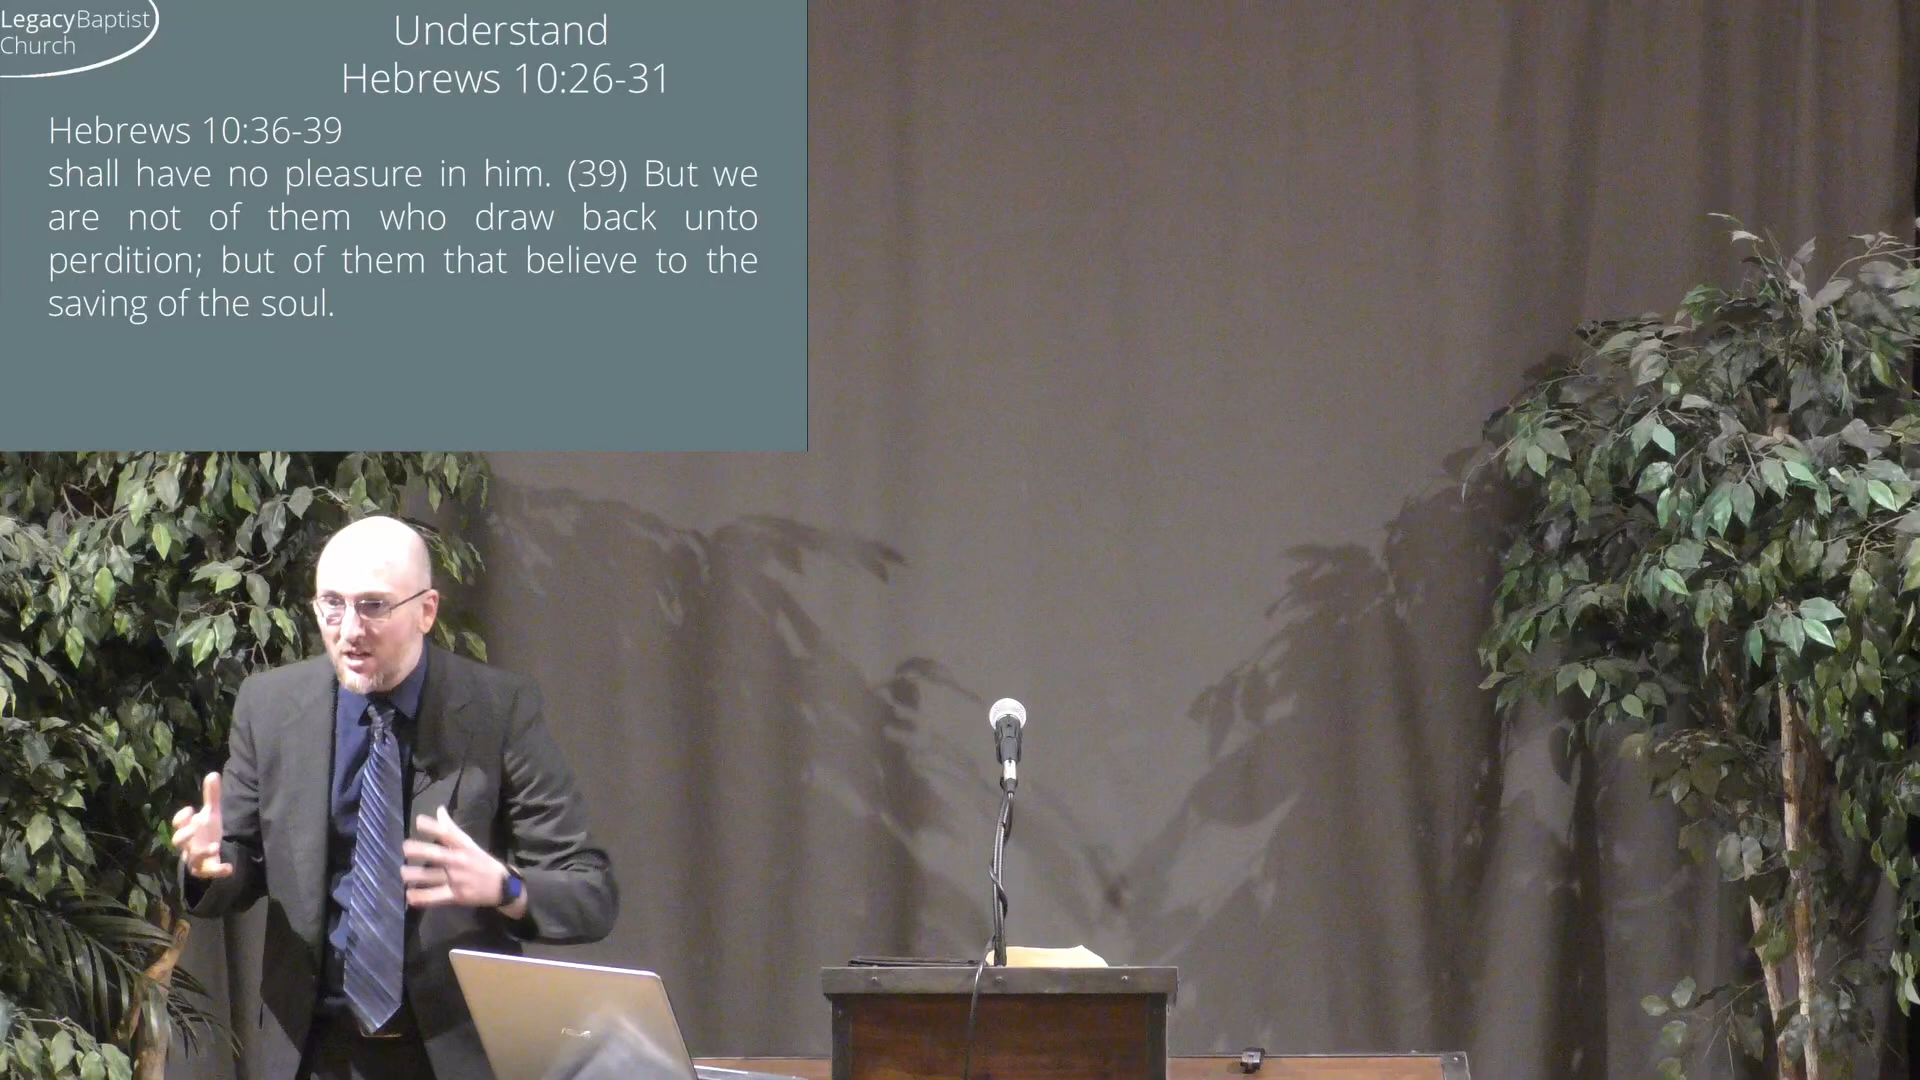 LegacyBaptist
Church
Understand
Hebrews 10:26-31
Hebrews 10:36-39
shall have no pleasure in him. (39) But we
are not of them who draw back unto
perdition; but of them that believe to the
saving of the soul.